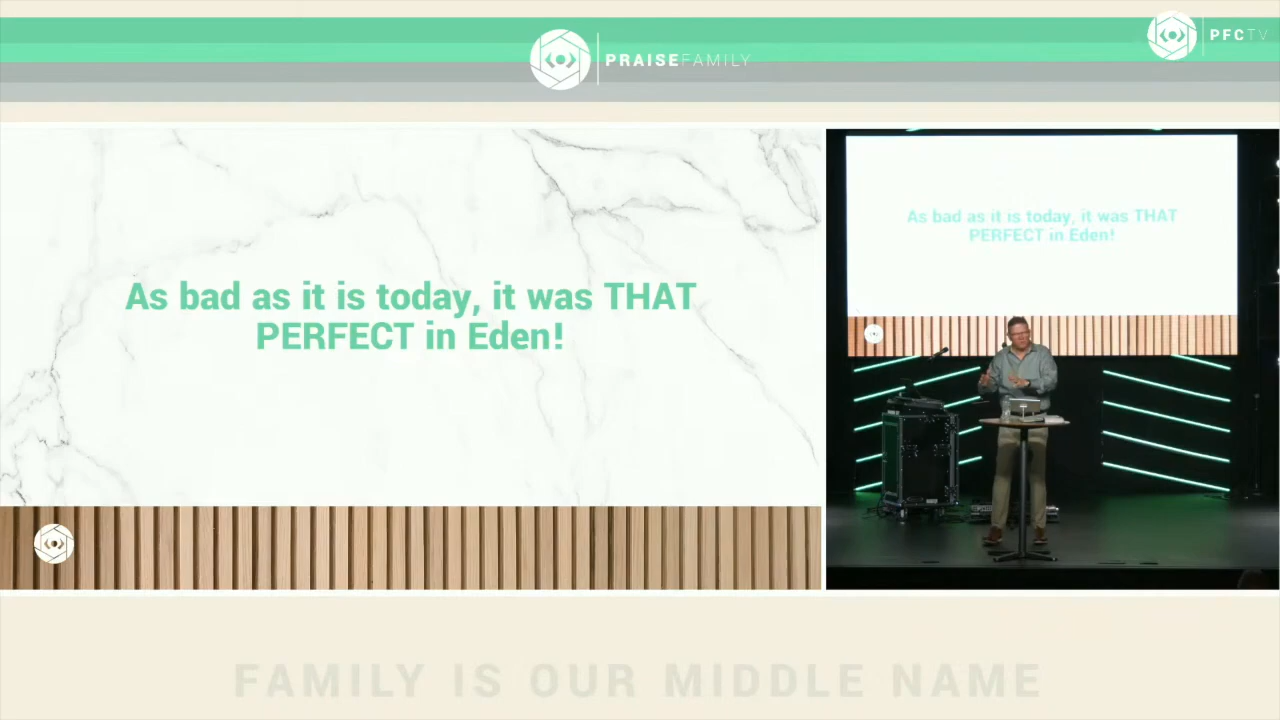 PRAISEFAMILY
PFCTV
As bad as it is today, it was THAT
PERFECT in Eden!
As bad as it is today, it was THAT
PERFECT in Eden!
FAMILY IS OUR MIDDLE NAME